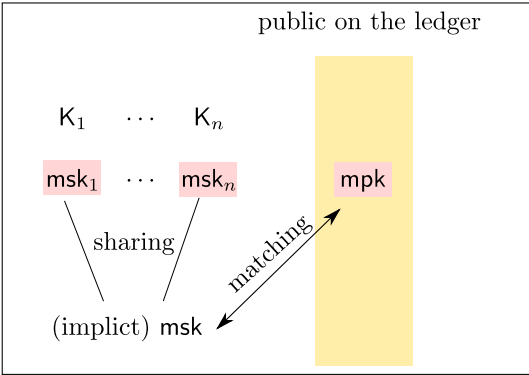 public on the ledger
K₁ ⋯ Kₙ
msk₁ ⋯ mskₙ
mpk
sharing
matching
(implict) msk